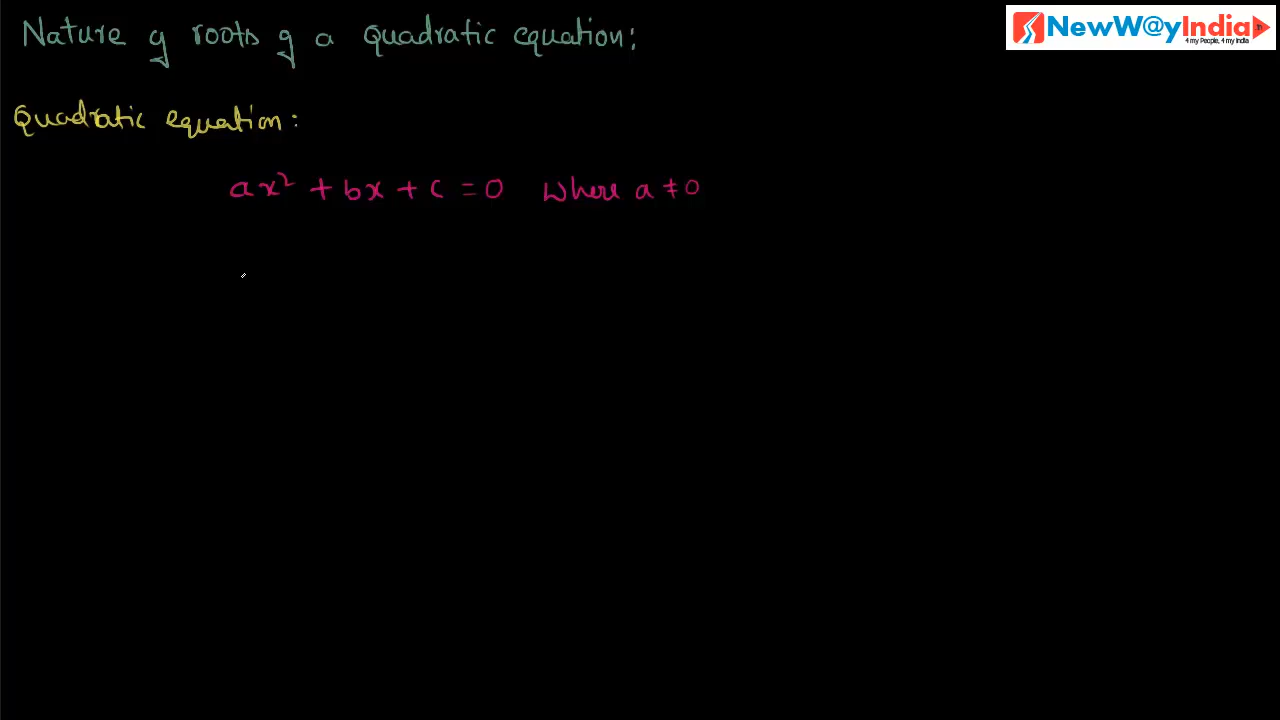 Nature of roots of a Quadratic equation:
NewW@yIndia.in
4 my People, 4 my India
Quadratic equation:
ax² + bx + c = 0 where a ≠ 0